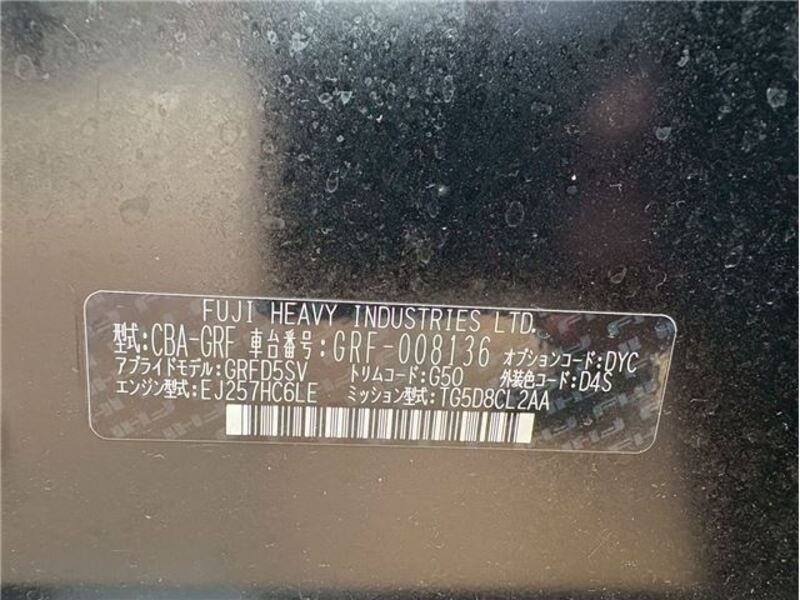 FUJI HEAVY INDUSTRIES LTD.
型式:CBA-GRF 車台番号:GRF-008136 オプションコード:DYC
アプライドモデル:GRFD5SV トリムコード:G50 外装色コード:D4S
エンジン型式:EJ257HC6LE ミッション型式:TG5D8CL2AA